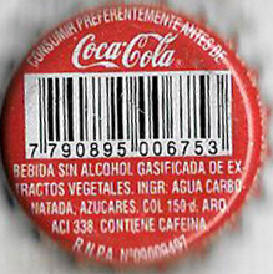 CONSUMIR PREFERENTEMENTE ANTES DE
Coca-Cola
7 790895 006753
BEBIDA SIN ALCOHOL GASIFICADA DE EX-
TRACTOS VEGETALES. INGR: AGUA CARBO
NATADA, AZUCARES. COL 150 d. ARO
ACI 338. CONTIENE CAFEINA
R.N.P.A. N°